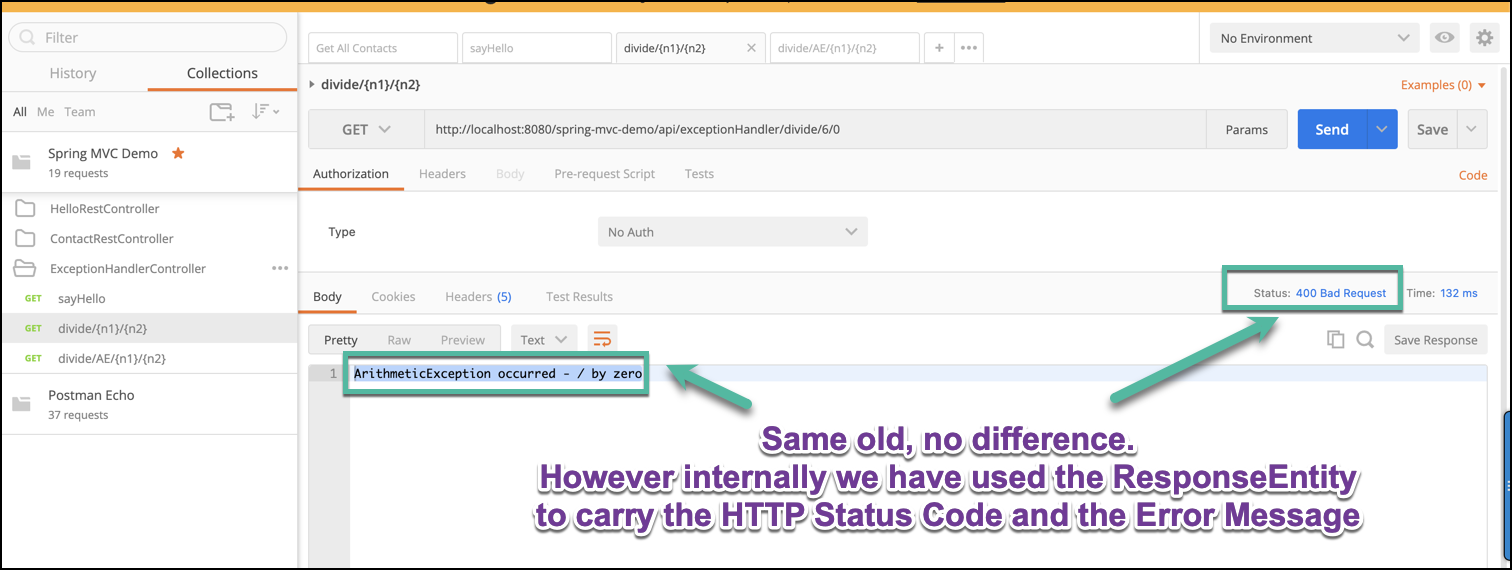 Filter
History
Collections
All Me Team
Spring MVC Demo
19 requests
HelloRestController
ContactRestController
ExceptionHandlerController
GET sayHello
GET divide/{n1}/{n2}
GET divide/AE/{n1}/{n2}
Postman Echo
37 requests
Get All Contacts
sayHello
divide/{n1}/{n2}
divide/AE/{n1}/{n2}
No Environment
divide/{n1}/{n2}
Examples (0)
GET
http://localhost:8080/spring-mvc-demo/api/exceptionHandler/divide/6/0
Params
Send
Save
Authorization
Headers
Body
Pre-request Script
Tests
Code
Type
No Auth
Body
Cookies
Headers (5)
Test Results
Status: 400 Bad Request
Time: 132 ms
Pretty
Raw
Preview
Text
Save Response
1 ArithmeticException occurred - / by zero
Same old, no difference.
However internally we have used the ResponseEntity
to carry the HTTP Status Code and the Error Message